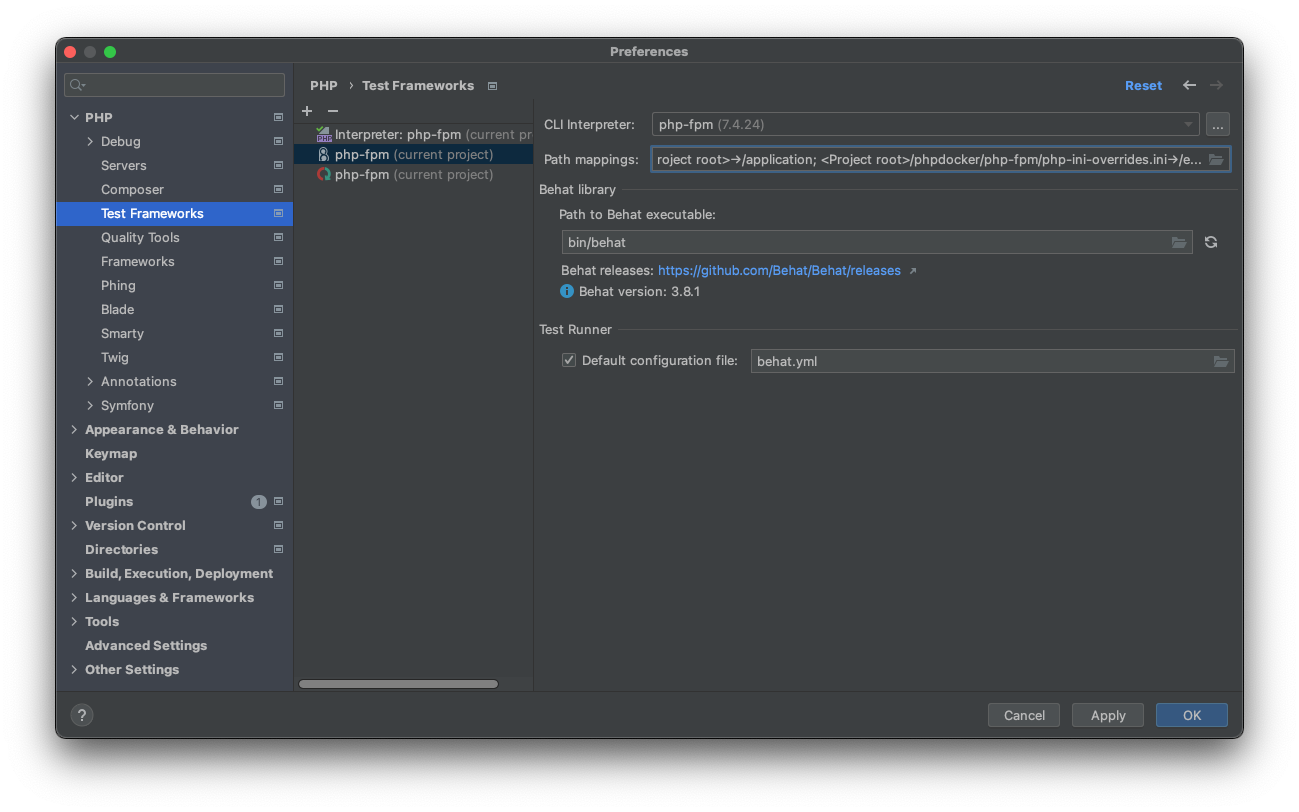 Preferences
PHP
Debug
Servers
Composer
Test Frameworks
Quality Tools
Frameworks
Phing
Blade
Smarty
Twig
Annotations
Symfony
Appearance & Behavior
Keymap
Editor
Plugins 1
Version Control
Directories
Build, Execution, Deployment
Languages & Frameworks
Tools
Advanced Settings
Other Settings
PHP › Test Frameworks
Reset
Interpreter: php-fpm (current pr
php-fpm (current project)
php-fpm (current project)
CLI Interpreter: php-fpm (7.4.24) ...
Path mappings: roject root>→/application; <Project root>/phpdocker/php-fpm/php-ini-overrides.ini→/e...
Behat library
Path to Behat executable:
bin/behat
Behat releases: https://github.com/Behat/Behat/releases ↗
Behat version: 3.8.1
Test Runner
Default configuration file: behat.yml
?
Cancel Apply OK